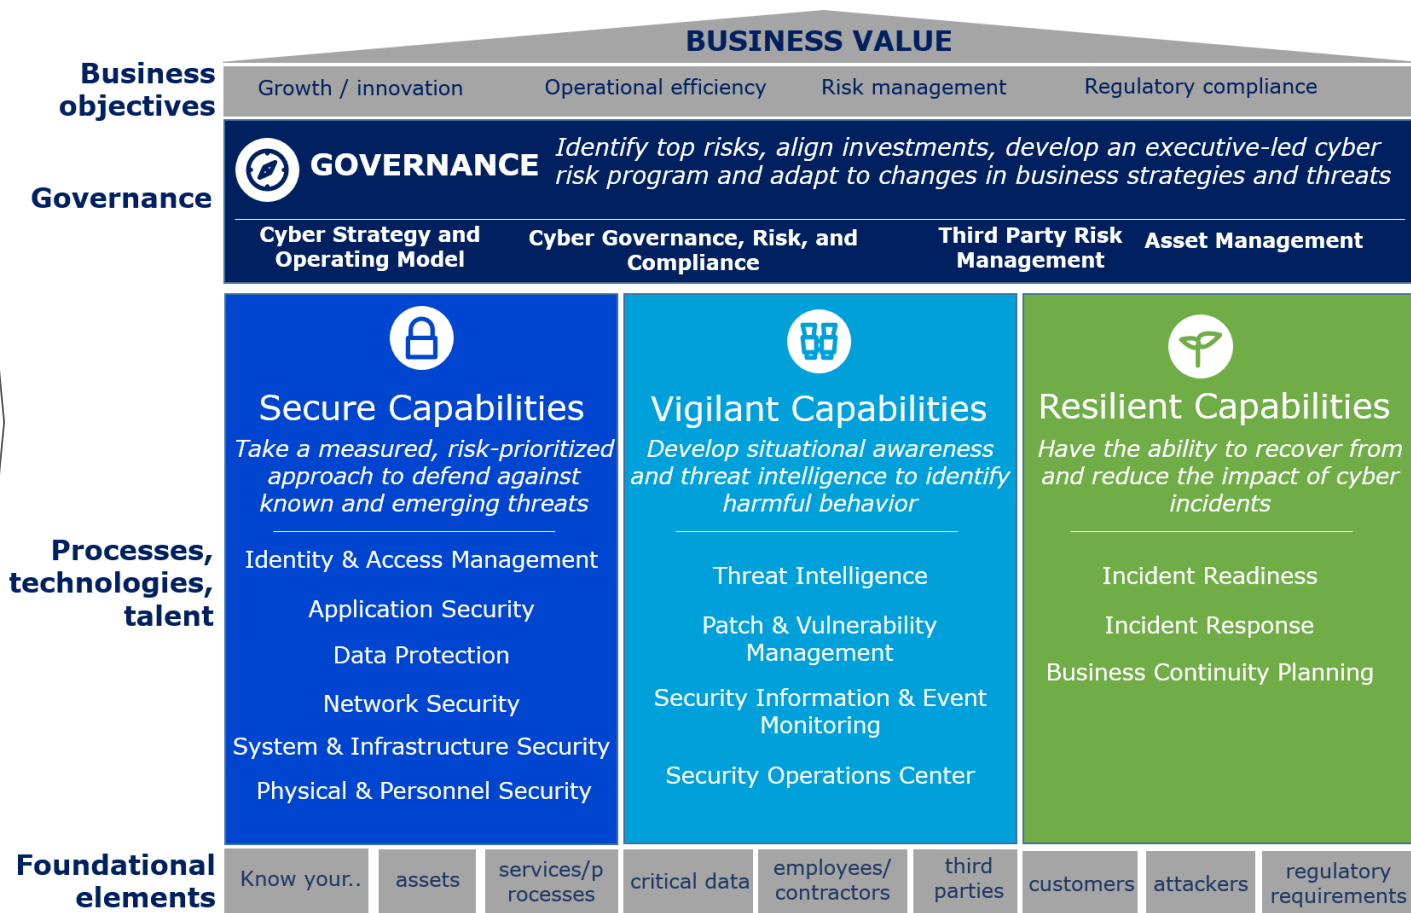 BUSINESS VALUE
Business
objectives
Growth / innovation
Operational efficiency
Risk management
Regulatory compliance
Governance
GOVERNANCE
Identify top risks, align investments, develop an executive-led cyber
risk program and adapt to changes in business strategies and threats
Cyber Strategy and
Operating Model
Cyber Governance, Risk, and
Compliance
Third Party Risk
Management
Asset Management
Processes,
technologies,
talent
Secure Capabilities
Take a measured, risk-prioritized
approach to defend against
known and emerging threats
Identity & Access Management
Application Security
Data Protection
Network Security
System & Infrastructure Security
Physical & Personnel Security
Vigilant Capabilities
Develop situational awareness
and threat intelligence to identify
harmful behavior
Threat Intelligence
Patch & Vulnerability
Management
Security Information & Event
Monitoring
Security Operations Center
Resilient Capabilities
Have the ability to recover from
and reduce the impact of cyber
incidents
Incident Readiness
Incident Response
Business Continuity Planning
Foundational
elements
Know your..
assets
services/p
rocesses
critical data
employees/
contractors
third
parties
customers
attackers
regulatory
requirements